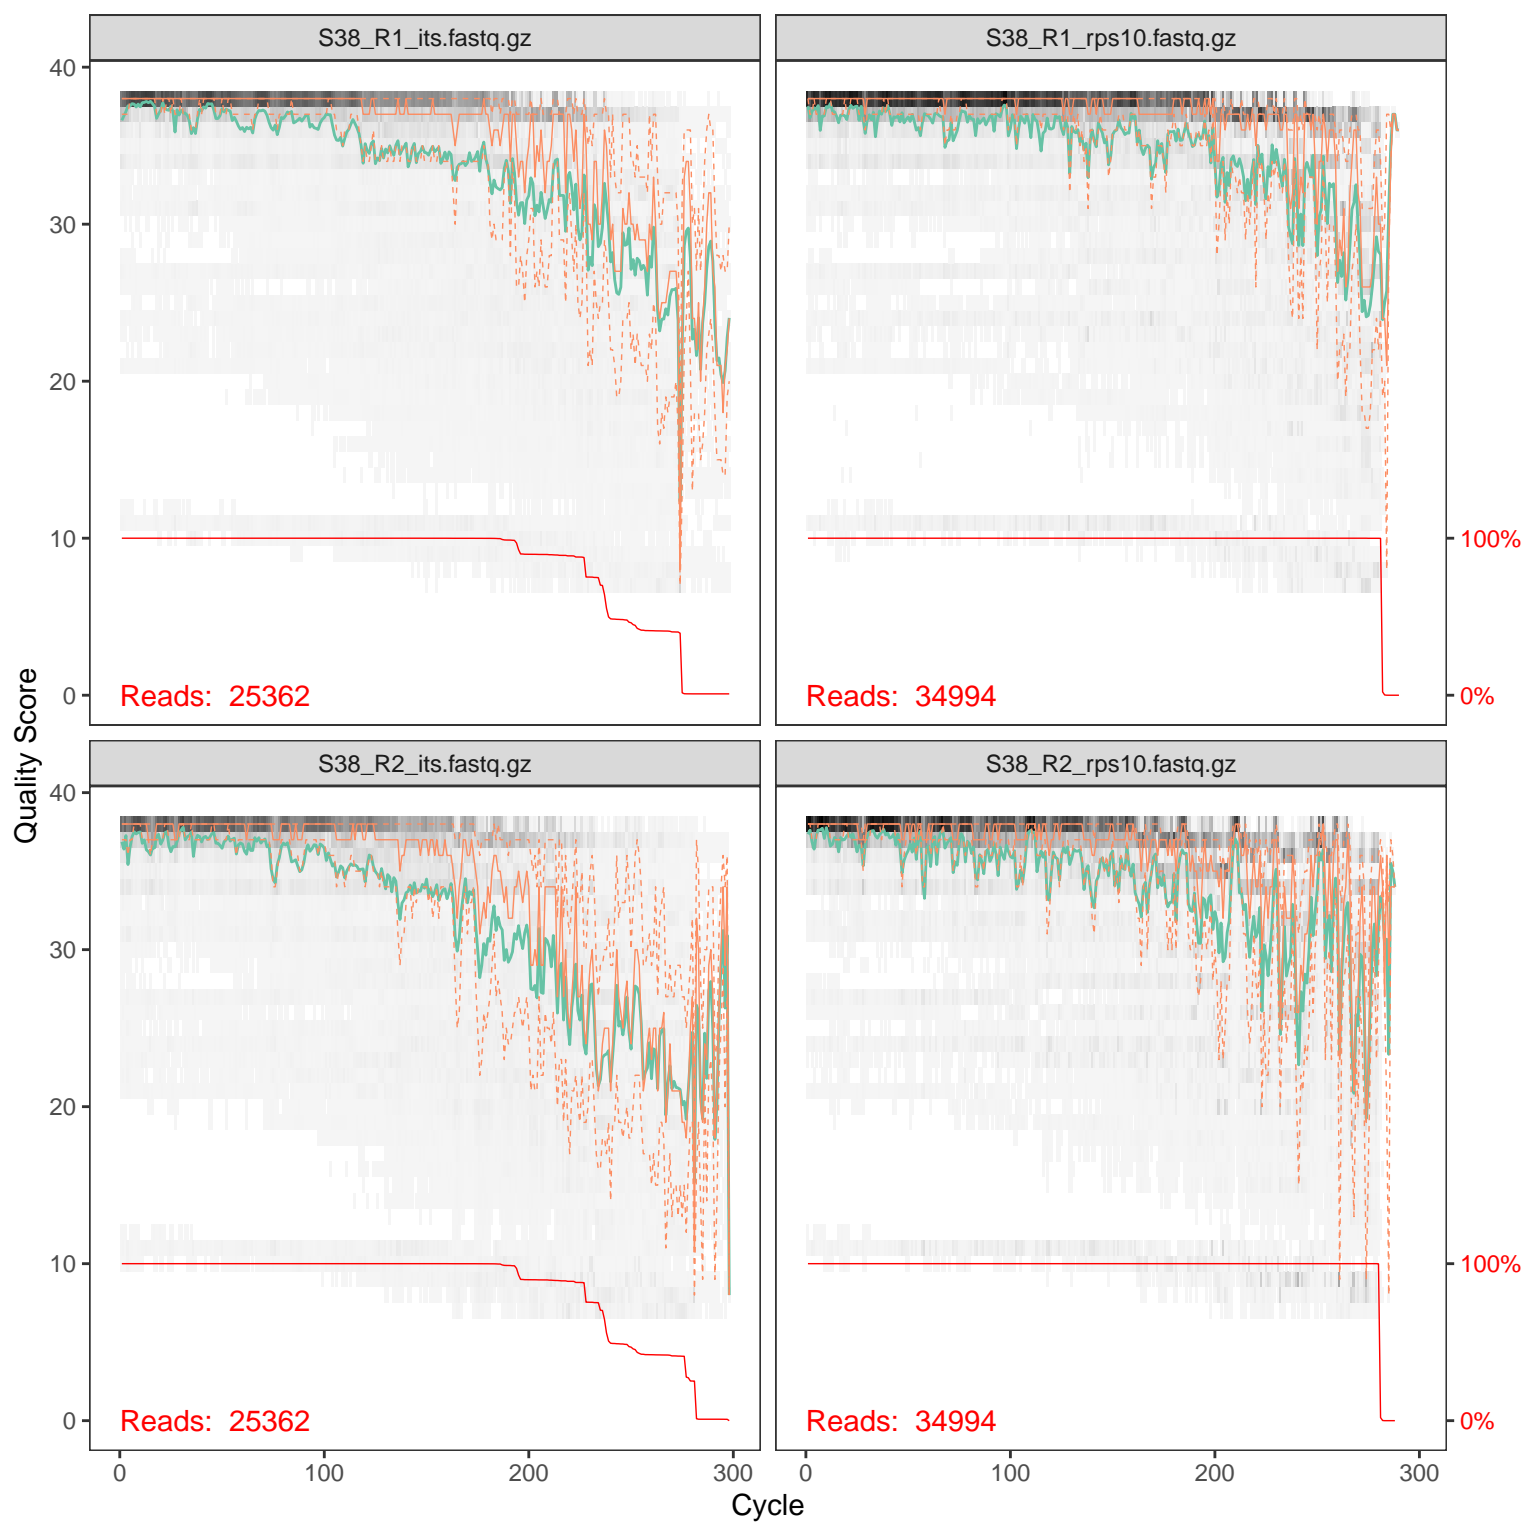 S38_R1_its.fastq.gz
S38_R1_rps10.fastq.gz
40
30
20
10
0
Reads: 25362
Reads: 34994
100%
0%
Quality Score
S38_R2_its.fastq.gz
S38_R2_rps10.fastq.gz
40
30
20
10
0
Reads: 25362
Reads: 34994
100%
0%
0 100 200 300
0 100 200 300
Cycle